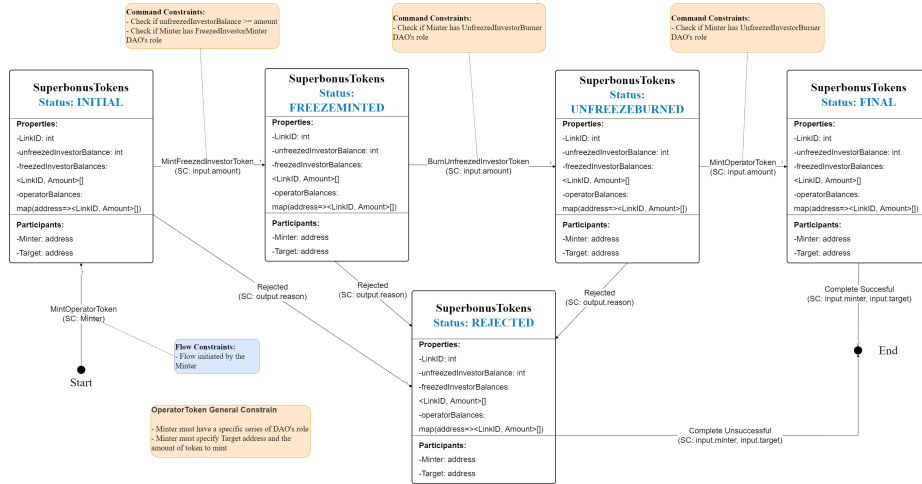 Command Constraints:
- Check if unfreezedInvestorBalance >= amount
- Check if Minter has FreezedInvestorMinter
DAO's role
Command Constraints:
- Check if Minter has UnfreezedInvestorBurner
DAO's role
Command Constraints:
- Check if Minter has UnfreezedInvestorBurner
DAO's role
SuperbonusTokens
Status: INITIAL
Properties:
-LinkID: int
-unfreezedInvestorBalance: int
-freezedInvestorBalances:
<LinkID, Amount>[]
-operatorBalances:
map(address=><LinkID, Amount>[])
Participants:
-Minter: address
-Target: address
MintFreezedInvestorToken
(SC: input.amount)
SuperbonusTokens
Status:
FREEZEMINTED
Properties:
-LinkID: int
-unfreezedInvestorBalance: int
-freezedInvestorBalances:
<LinkID, Amount>[]
-operatorBalances:
map(address=><LinkID, Amount>[])
Participants:
-Minter: address
-Target: address
BurnUnfreezedInvestorToken
(SC: input.amount)
SuperbonusTokens
Status:
UNFREEZEBURNED
Properties:
-LinkID: int
-unfreezedInvestorBalance: int
-freezedInvestorBalances:
<LinkID, Amount>[]
-operatorBalances:
map(address=><LinkID, Amount>[])
Participants:
-Minter: address
-Target: address
MintOperatorToken
(SC: input.amount)
SuperbonusTokens
Status: FINAL
Properties:
-LinkID: int
-unfreezedInvestorBalance: int
-freezedInvestorBalances:
<LinkID, Amount>[]
-operatorBalances:
map(address=><LinkID, Amount>[])
Participants:
-Minter: address
-Target: address
MintOperatorToken
(SC: Minter)
Rejected
(SC: output.reason)
Rejected
(SC: output.reason)
Rejected
(SC: output.reason)
Complete Succesful
(SC: input.minter, input.target)
Flow Constraints:
- Flow initiated by the
Minter
Start
End
SuperbonusTokens
Status: REJECTED
Properties:
-LinkID: int
-unfreezedInvestorBalance: int
-freezedInvestorBalances:
<LinkID, Amount>[]
-operatorBalances:
map(address=><LinkID, Amount>[])
Participants:
-Minter: address
-Target: address
Complete Unsuccessful
(SC: input.minter, input.target)
OperatorToken General Constrain
- Minter must have a specific series of DAO's role
- Minter must specify Target address and the
amount of token to mint